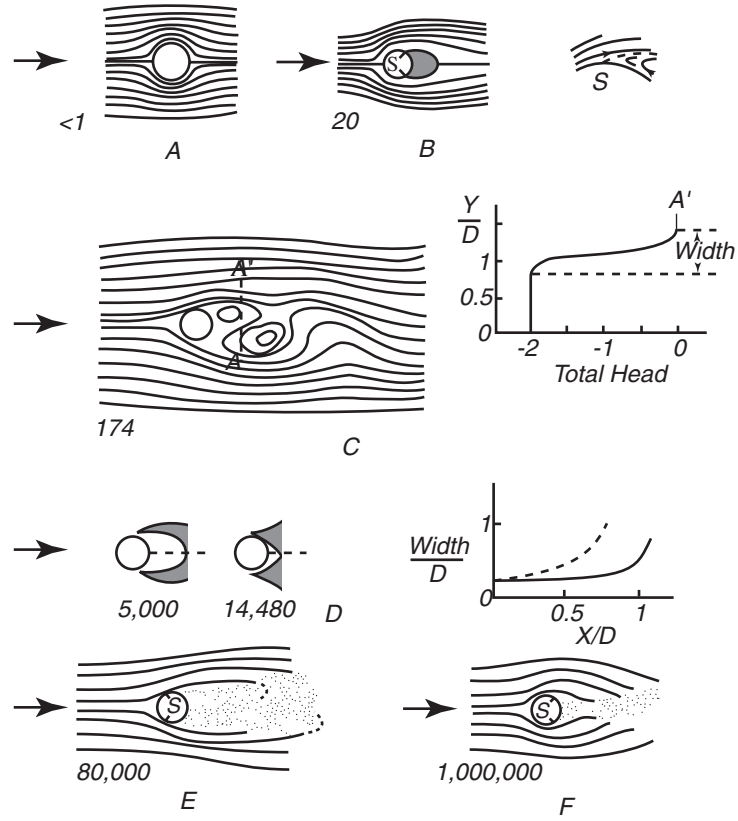 <1
A
S
20
B
S
A'
A
174
C
Y
D
1
0.5
0
-2
-1
0
Total Head
A'
Width
5,000
14,480
D
Width
D
1
0
0.5
1
X/D
S
80,000
E
S
1,000,000
F